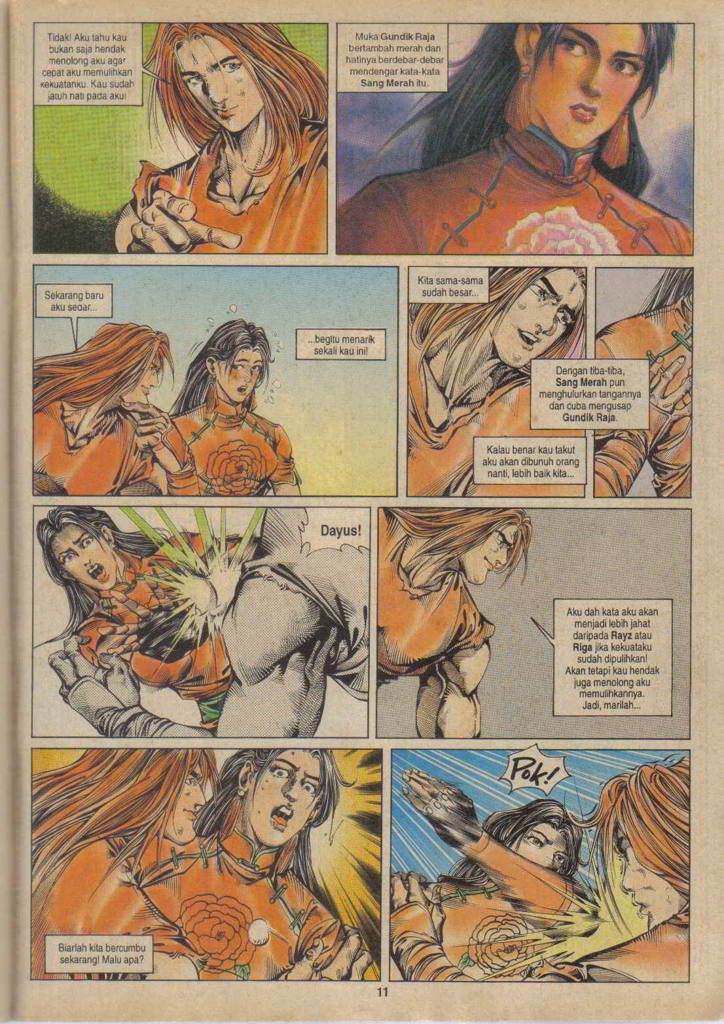 Tidak! Aku tahu kau
bukan saja hendak
menolong aku agar
cepat aku memulihkan
kekuatanku. Kau sudah
jatuh hati pada aku!
Muka Gundik Raja
bertambah merah dan
hatinya berdebar-debar
mendengar kata-kata
Sang Merah itu.
Sekarang baru
aku sedar...
...begitu menarik
sekali kau ini!
Kita sama-sama
sudah besar...
Dengan tiba-tiba,
Sang Merah pun
menghulurkan tangannya
dan cuba mengusap
Gundik Raja.
Kalau benar kau takut
aku akan dibunuh orang
nanti, lebih baik kita...
Dayus!
Aku dah kata aku akan
menjadi lebih jahat
daripada Rayz atau
Riga jika kekuataku
sudah dipulihkan!
Akan tetapi kau hendak
juga menolong aku
memulihkannya.
Jadi, marilah...
Biarlah kita bercumbu
sekarang! Malu apa?
Pok!
11